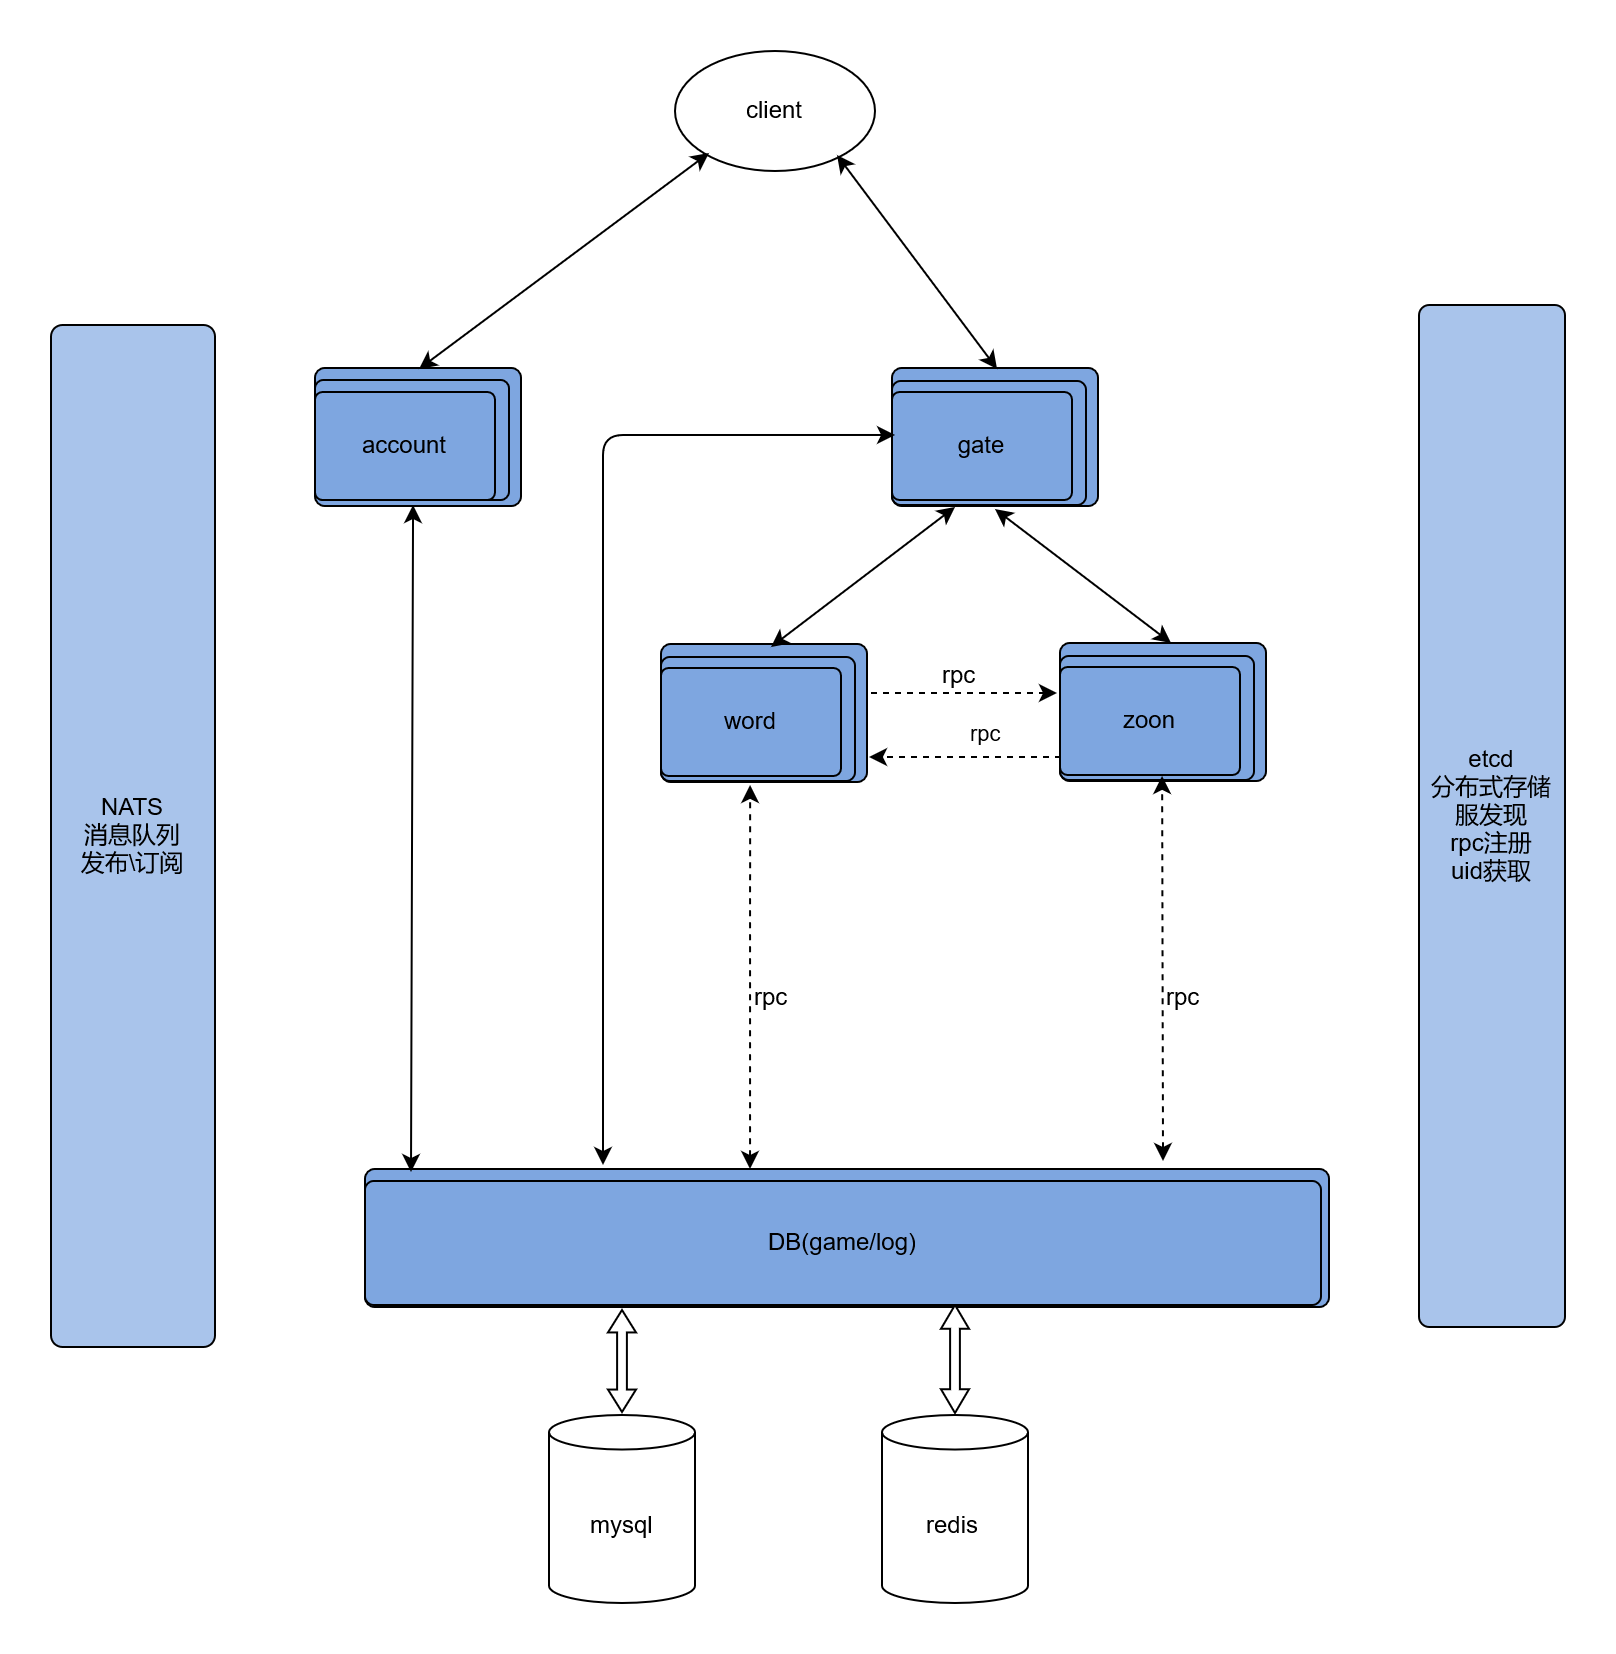 client
account
gate
rpc
word
zoon
rpc
NATS
消息队列
发布\订阅
etcd
分布式存储
服发现
rpc注册
uid获取
rpc
rpc
DB(game/log)
mysql
redis